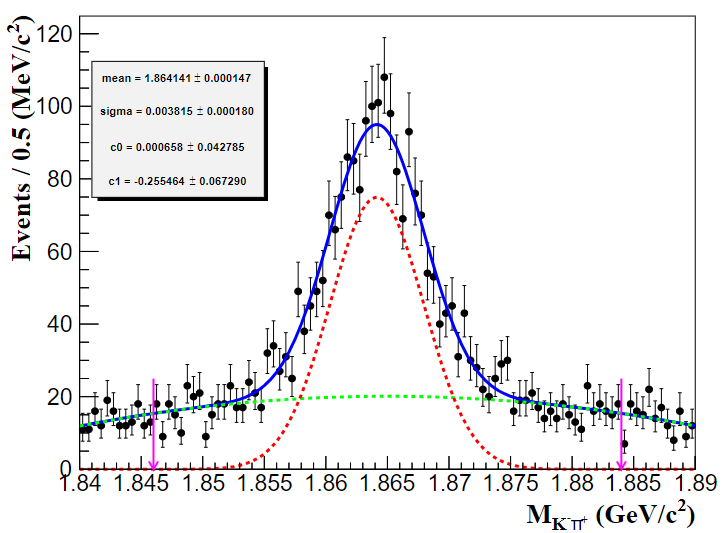 Events / 0.5 (MeV/c²)
120
100
80
60
40
20
0
mean = 1.864141 ± 0.000147
sigma = 0.003815 ± 0.000180
c0 = 0.000658 ± 0.042785
c1 = -0.255464 ± 0.067290
1.84 1.845 1.85 1.855 1.86 1.865 1.87 1.875 1.88 1.885 1.89
M_K⁻π⁺ (GeV/c²)